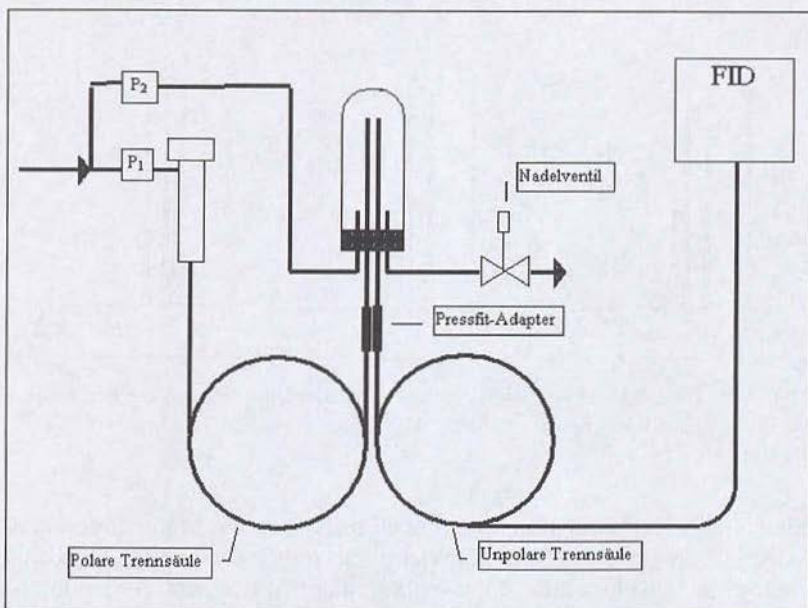 P2
P1
FID
Nadelventil
Pressfit-Adapter
Polare Trennsäule
Unpolare Trennsäule